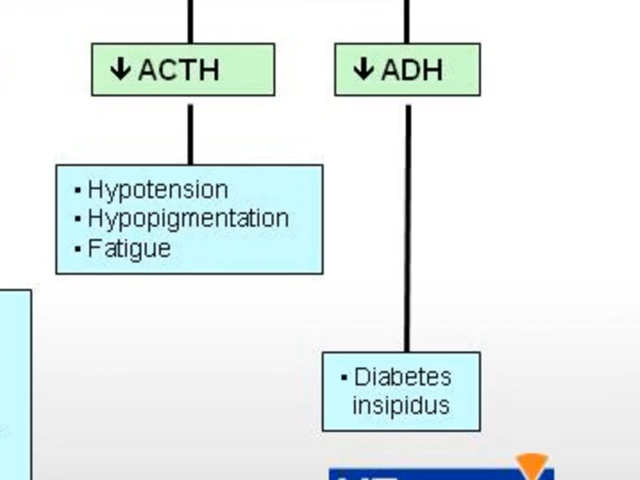 ↓ ACTH
↓ ADH
▪ Hypotension
▪ Hypopigmentation
▪ Fatigue
▪ Diabetes
insipidus